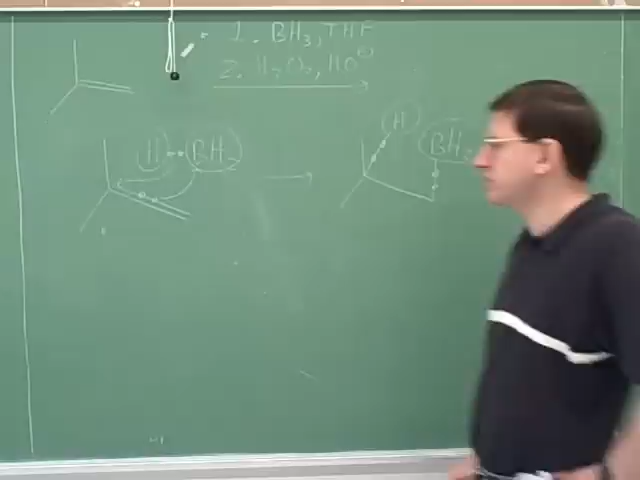 1. BH₃, THF
2. H₂O₂, HO⊖
H BH₂
H
BH₂